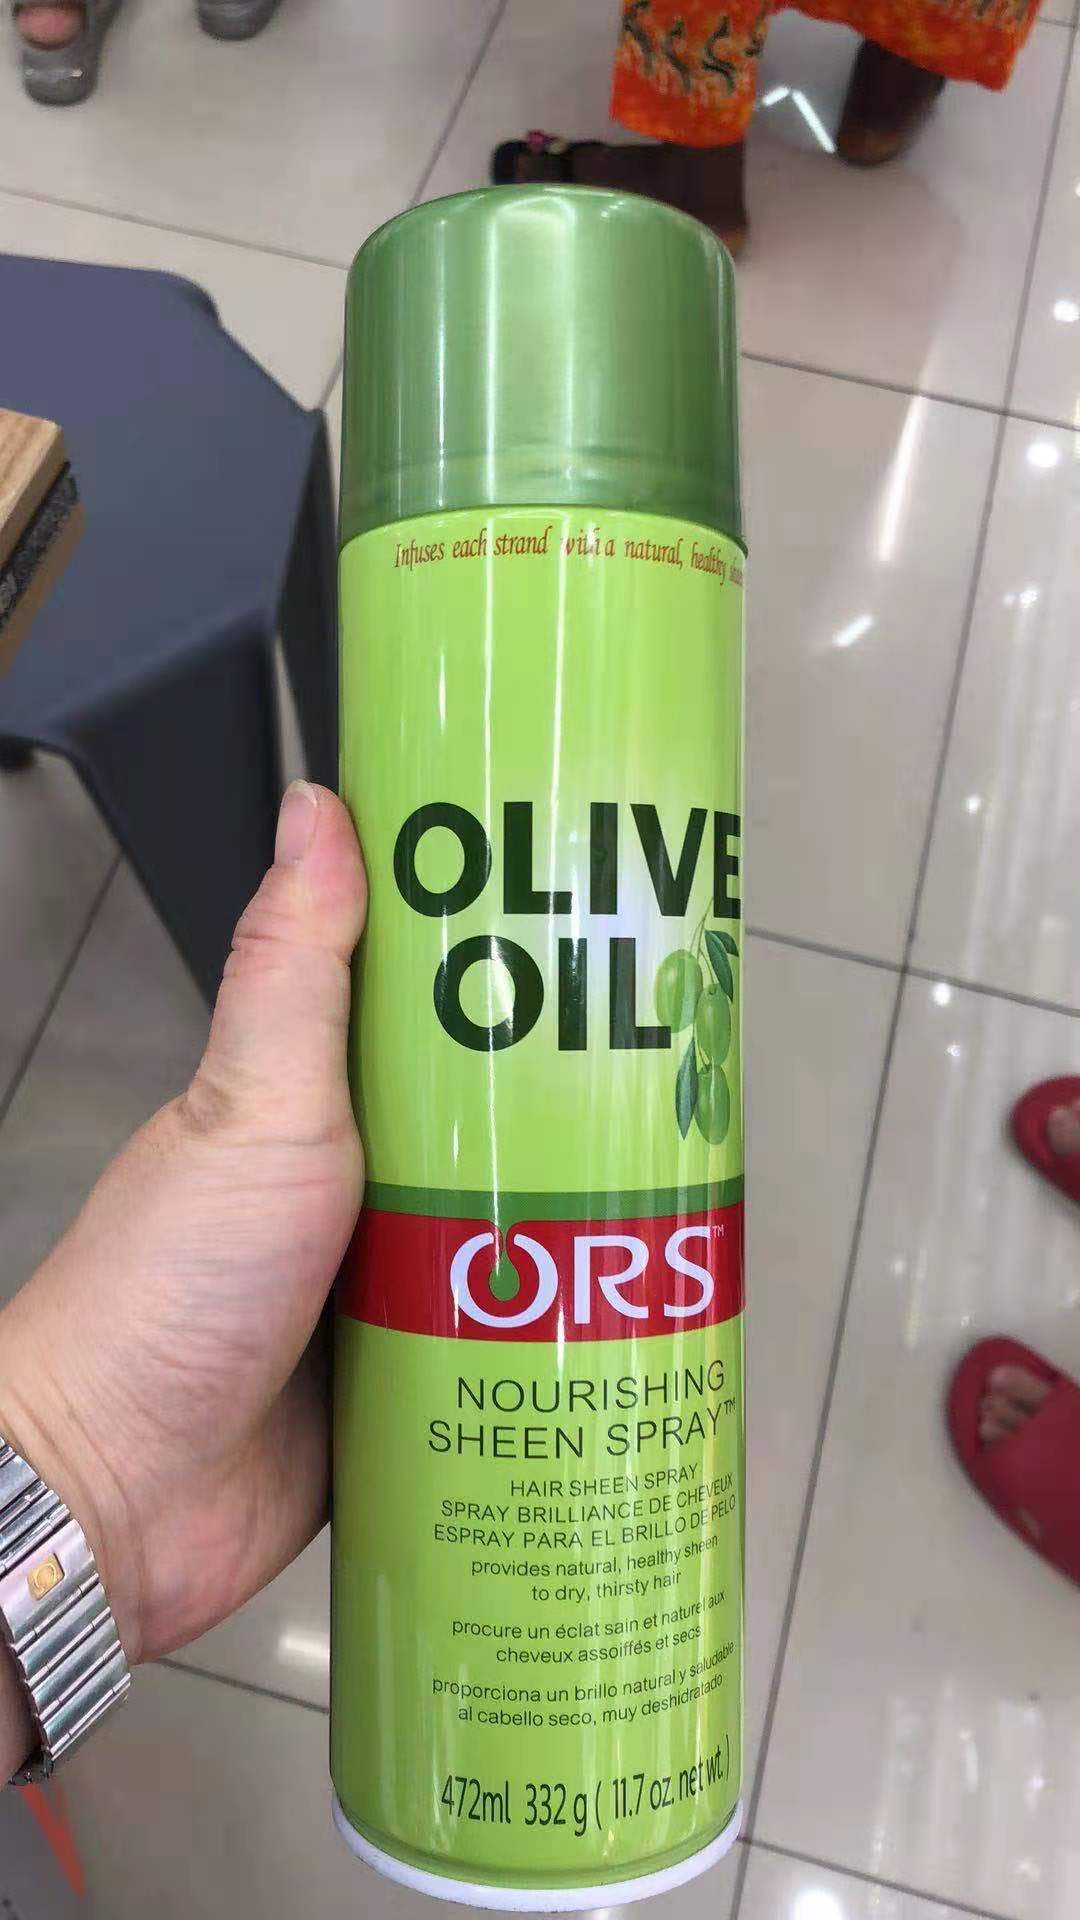 Infuses each strand with a natural, healthy
OLIVE
OIL
ORS™
NOURISHING
SHEEN SPRAY™
HAIR SHEEN SPRAY
SPRAY BRILLIANCE DE CHEVEUX
ESPRAY PARA EL BRILLO DE PELO
provides natural, healthy sheen
to dry, thirsty hair
procure un éclat sain et naturel aux
cheveux assoiffés et secs
proporciona un brillo natural y saludable
al cabello seco, muy deshidratado
472ml 332 g ( 11.7 oz. net wt. )